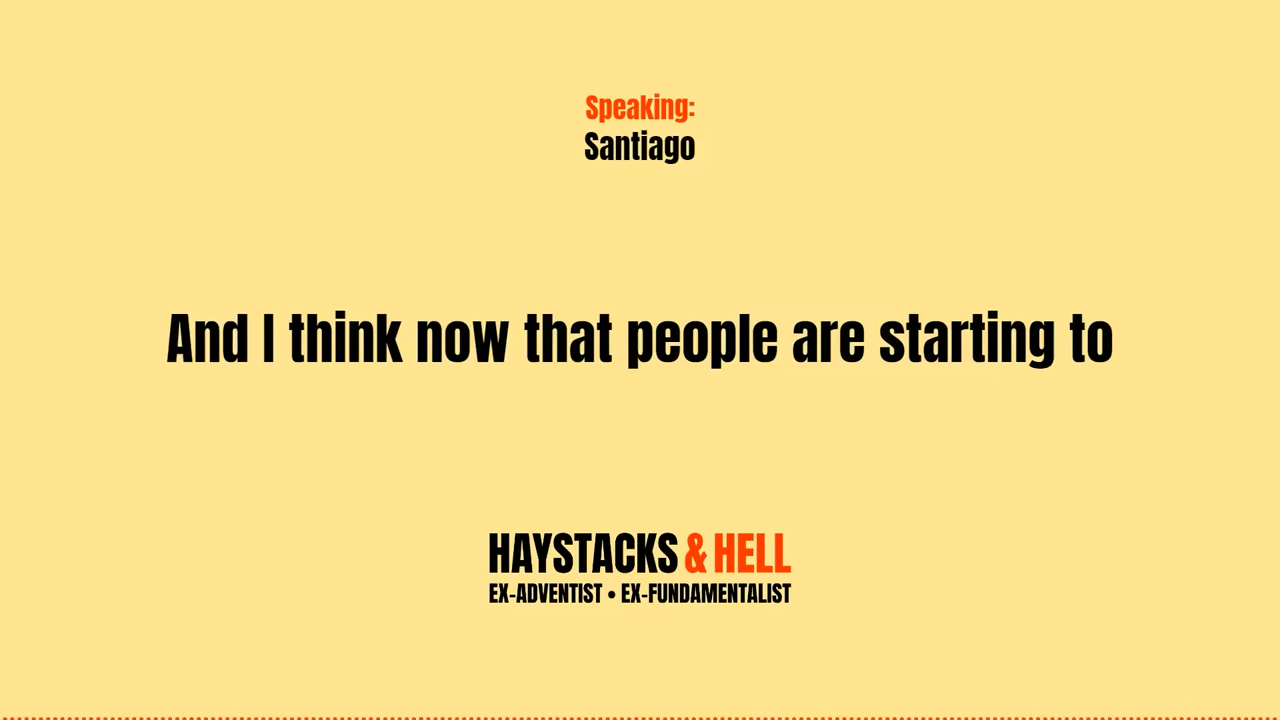 Speaking:
Santiago
And I think now that people are starting to
HAYSTACKS & HELL
EX-ADVENTIST • EX-FUNDAMENTALIST